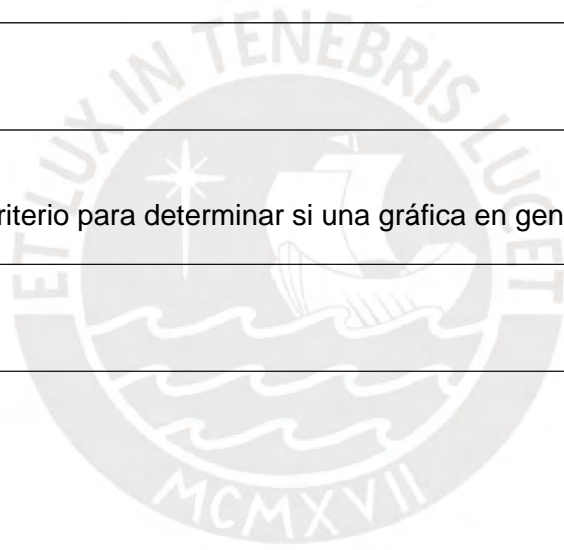 ET LUX IN TENEBRIS LUCET
riterio para determinar si una gráfica en gen
MCMXVII